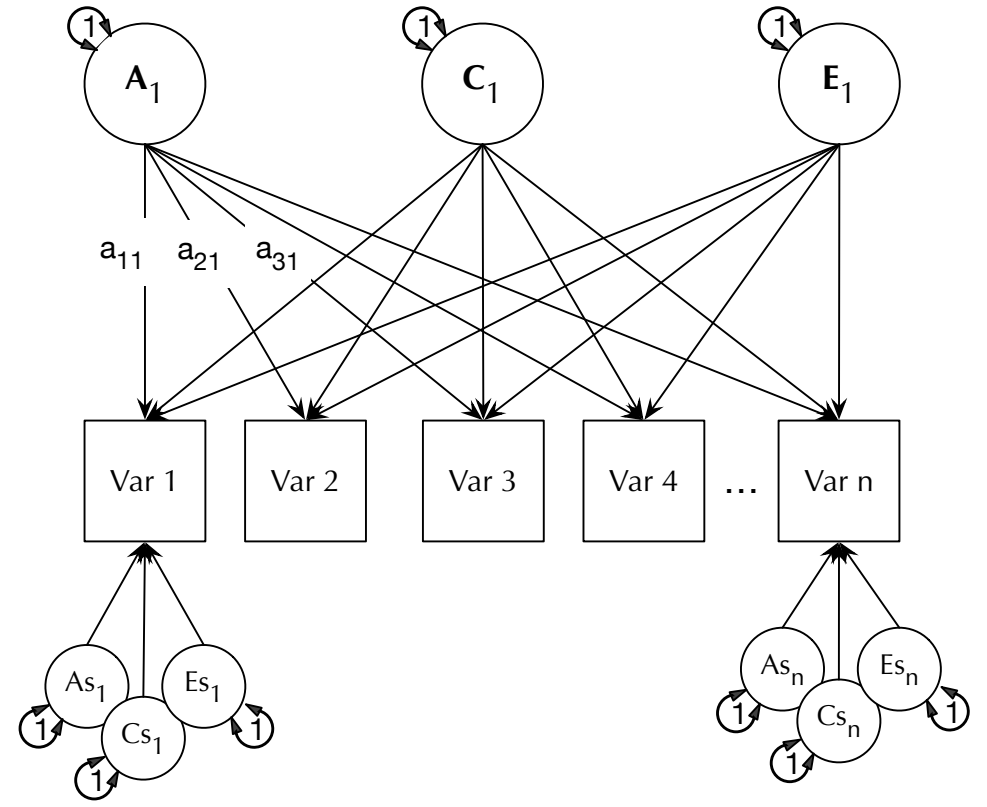 1 1 1
A1 C1 E1
a11 a21 a31
Var 1 Var 2 Var 3 Var 4 ... Var n
As1 Es1 Asn Esn
Cs1 Csn
1 1 1 1
1 1